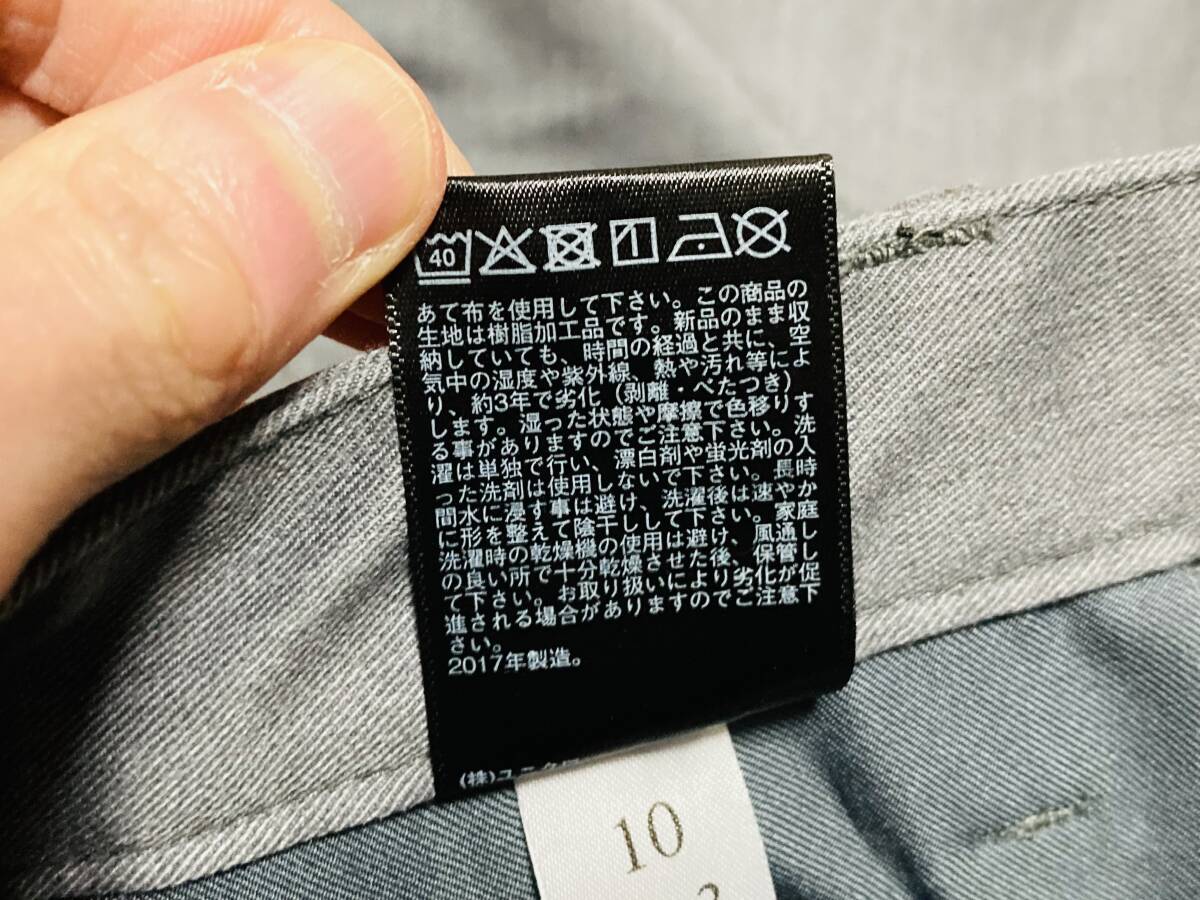 40
あて布を使用して下さい。この商品の
生地は樹脂加工品です。新品のまま収
納していても、時間の経過と共に、空
気中の湿度や紫外線、熱や汚れ等によ
り、約3年で劣化（剥離・べたつき）
します。湿った状態や摩擦で色移りす
る事がありますのでご注意下さい。洗
濯は単独で行い、漂白剤や蛍光剤の入
った洗剤は使用しないで下さい。長時
間水に浸す事は避け、洗濯後は速やか
に形を整えて陰干しして下さい。家庭
洗濯時の乾燥機の使用は避け、風通し
の良い所で十分乾燥させた後、保管し
て下さい。お取り扱いにより劣化が促
進される場合がありますのでご注意下
さい。
2017年製造。
(株)ユニク
10